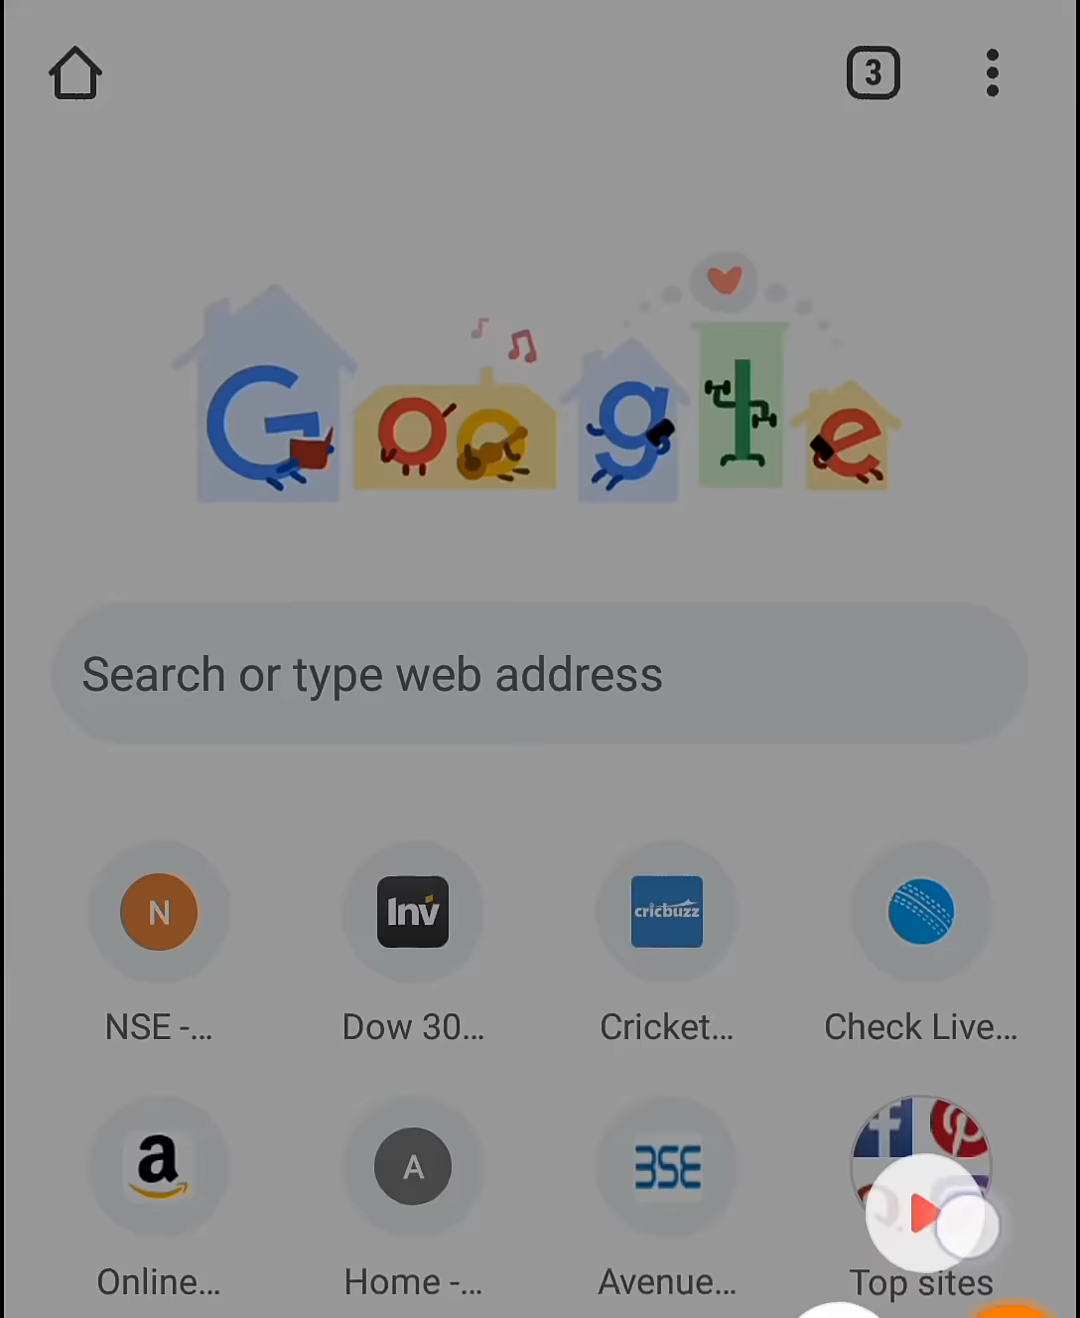 3
Google
Search or type web address
N
Inv
cricbuzz
NSE -...
Dow 30...
Cricket...
Check Live...
a
A
BSE
f
Online...
Home -...
Avenue...
Top sites